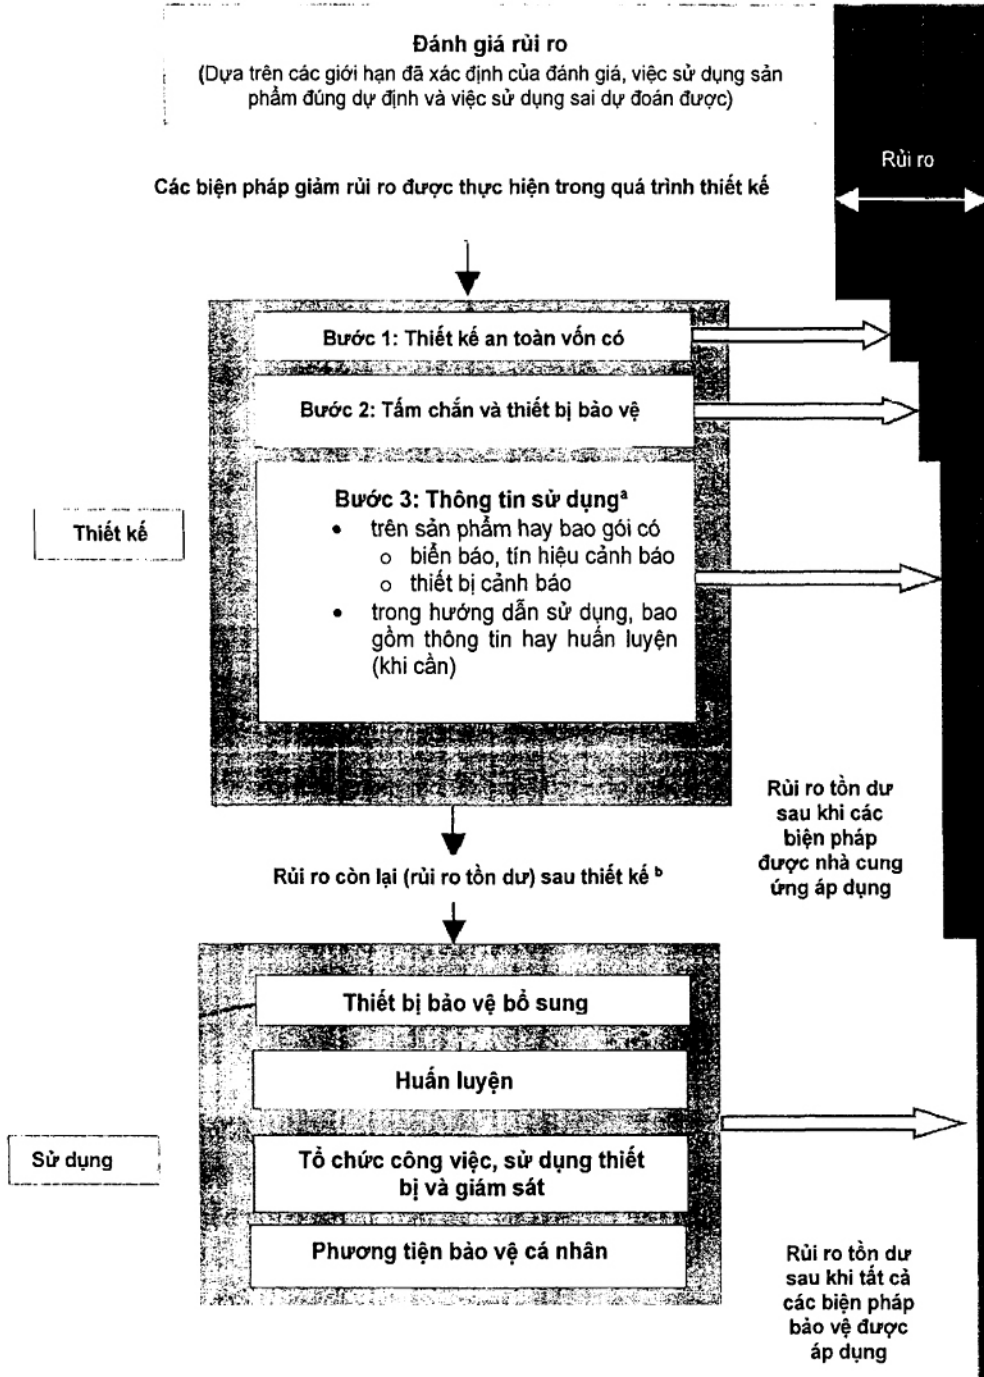 Đánh giá rủi ro
(Dựa trên các giới hạn đã xác định của đánh giá, việc sử dụng sản
phẩm đúng dự định và việc sử dụng sai dự đoán được)
Rủi ro
Các biện pháp giảm rủi ro được thực hiện trong quá trình thiết kế
Bước 1: Thiết kế an toàn vốn có
Bước 2: Tấm chắn và thiết bị bảo vệ
Bước 3: Thông tin sử dụngª
• trên sản phẩm hay bao gói có
o biển báo, tín hiệu cảnh báo
o thiết bị cảnh báo
• trong hướng dẫn sử dụng, bao
gồm thông tin hay huấn luyện
(khi cần)
Thiết kế
Rủi ro tồn dư
sau khi các
biện pháp
được nhà cung
ứng áp dụng
Rủi ro còn lại (rủi ro tồn dư) sau thiết kế ᵇ
Thiết bị bảo vệ bổ sung
Huấn luyện
Tổ chức công việc, sử dụng thiết
bị và giám sát
Phương tiện bảo vệ cá nhân
Sử dụng
Rủi ro tồn dư
sau khi tất cả
các biện pháp
bảo vệ được
áp dụng